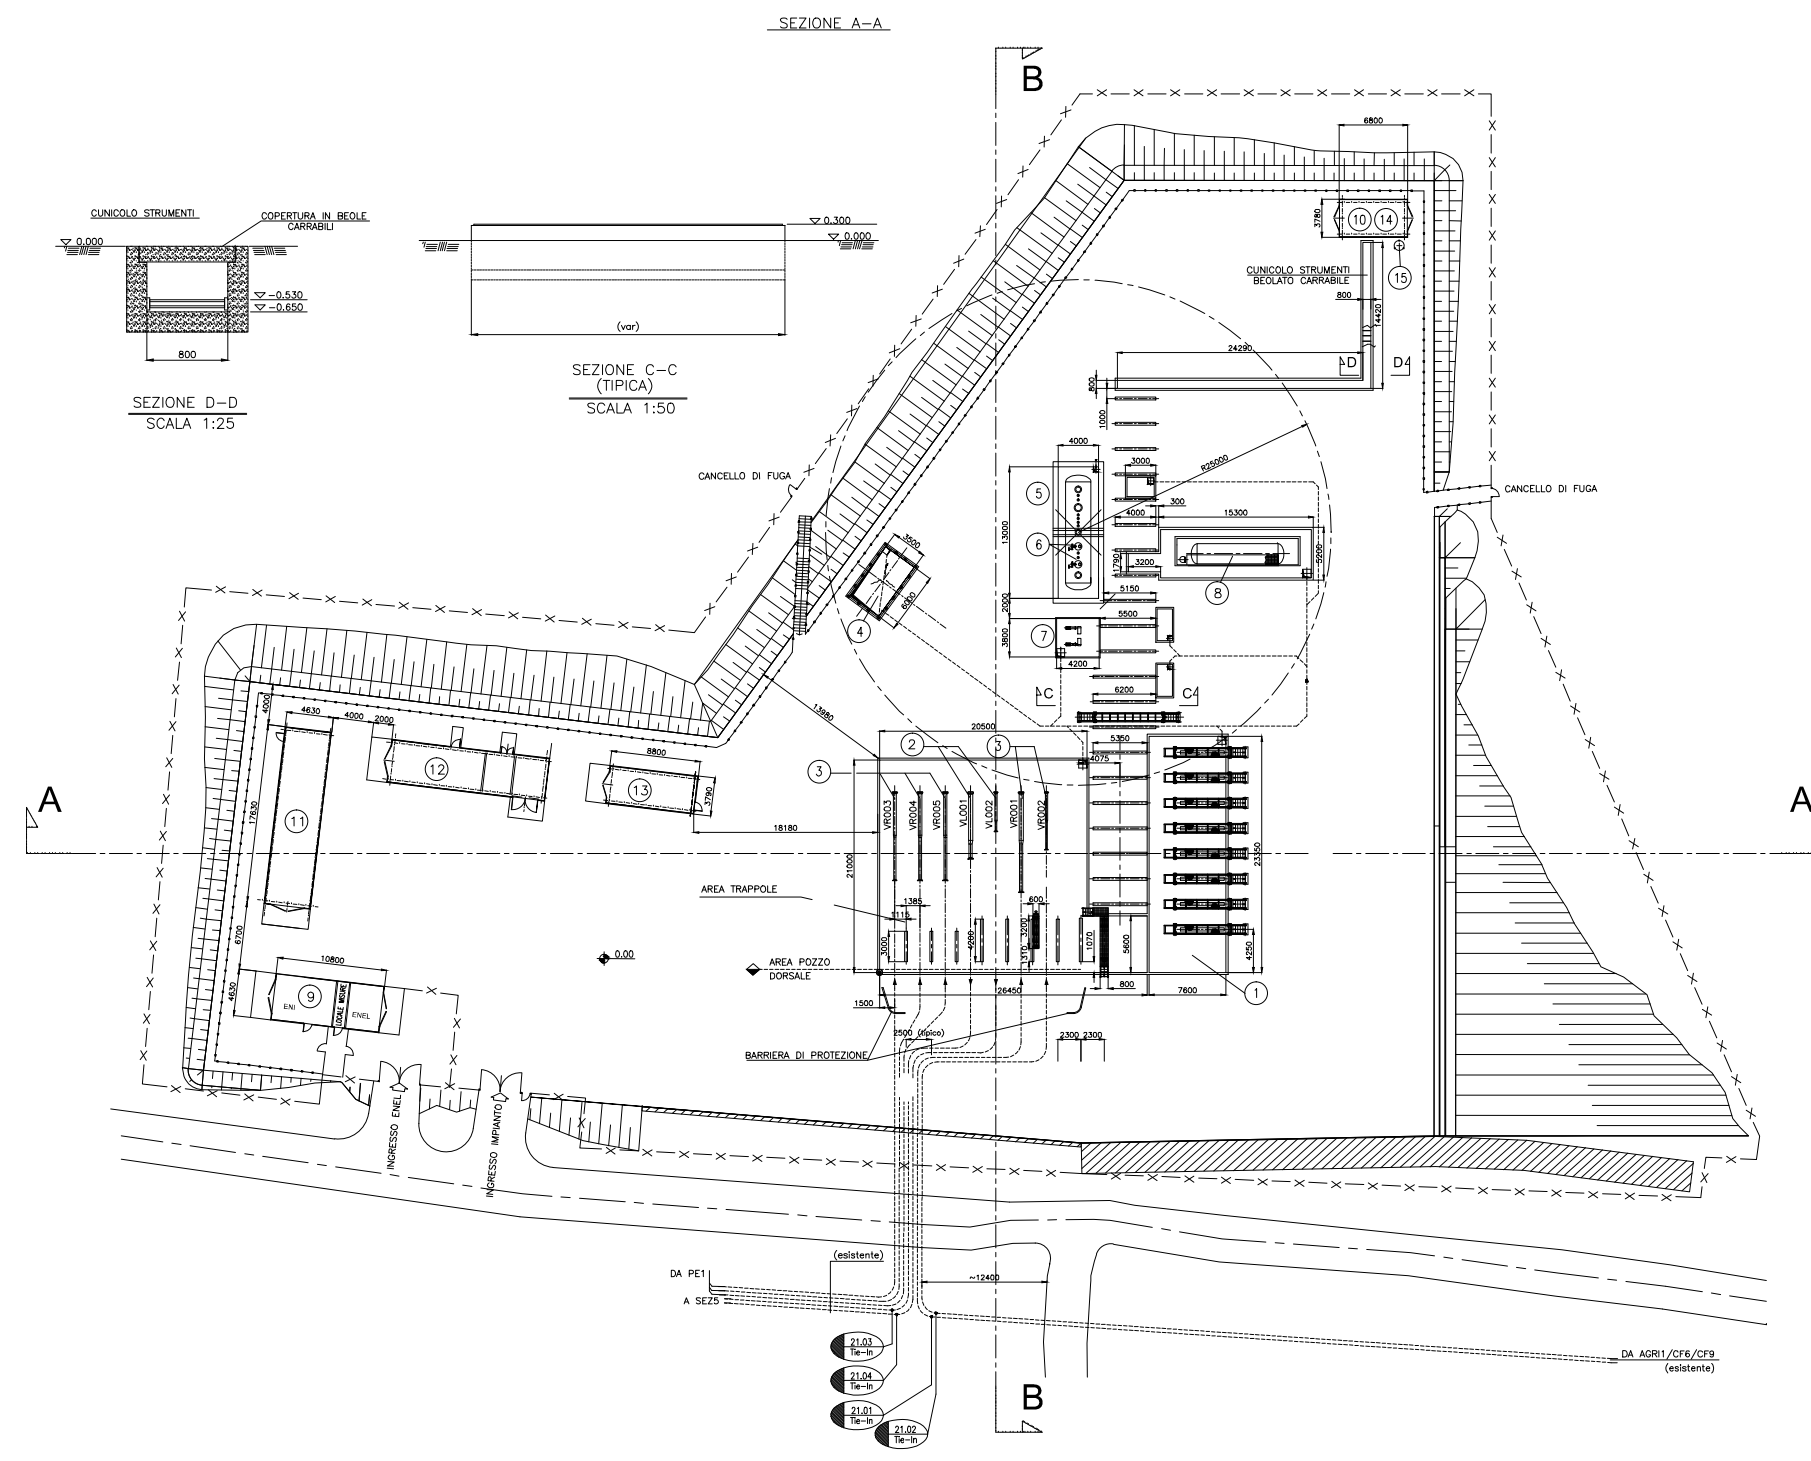 SEZIONE A-A
B
6800
3780
10
14
15
CUNICOLO STRUMENTI
COPERTURA IN BEOLE
CARRABILI
0.000
-0.530
-0.650
800
SEZIONE D-D
SCALA 1:25
0.300
0.000
(var)
SEZIONE C-C
(TIPICA)
SCALA 1:50
CUNICOLO STRUMENTI
BEOLATO CARRABILE
800
14420
24290
D
D
800
1000
R25000
CANCELLO DI FUGA
CANCELLO DI FUGA
4000
3000
300
4000
15300
5
13000
6
1790
3200
5200
8
5150
2000
5500
7
3800
4200
C
C
6200
3500
6000
4
13980
20500
2
3
3
5350
4075
4000
4630
4000
2000
12
8800
13
3790
11
17630
18180
VR003
VR004
VR005
VL001
VL002
VR001
VR002
A
A
21000
23350
AREA TRAPPOLE
1385
1115
600
3000
4200
3200
1310
1070
5600
4250
6700
0.00
AREA POZZO
DORSALE
10800
9
ENI
LOCALE MISURE
ENEL
4630
26450
800
7600
1
1500
2500 (tipico)
2300
2300
BARRIERA DI PROTEZIONE
INGRESSO ENEL
INGRESSO IMPIANTO
(esistente)
DA PE1
A SEZ5
~12400
21.03
Tie-In
21.04
Tie-In
21.01
Tie-In
21.02
Tie-In
DA AGRI1/CF6/CF9
(esistente)
B